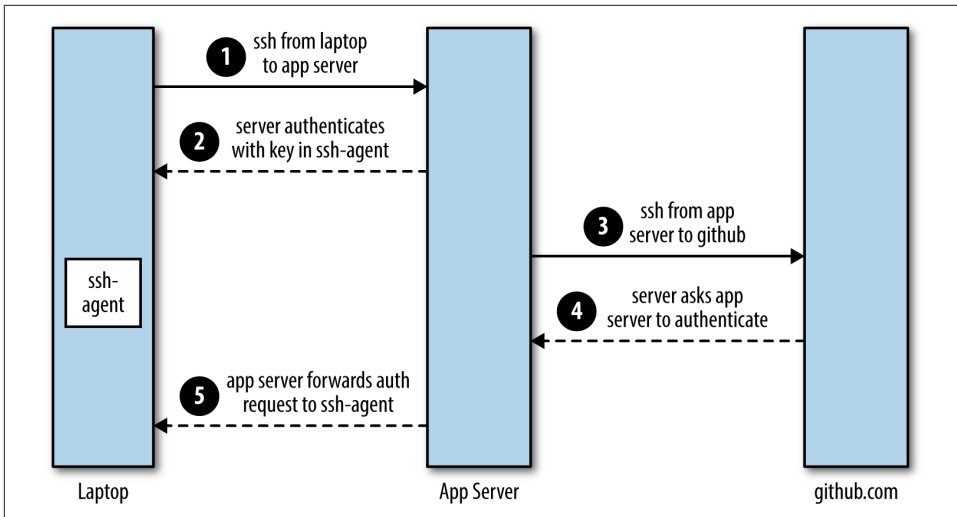 1
ssh from laptop
to app server
2
server authenticates
with key in ssh-agent
3
ssh from app
server to github
ssh-
agent
4
server asks app
server to authenticate
5
app server forwards auth
request to ssh-agent
Laptop
App Server
github.com